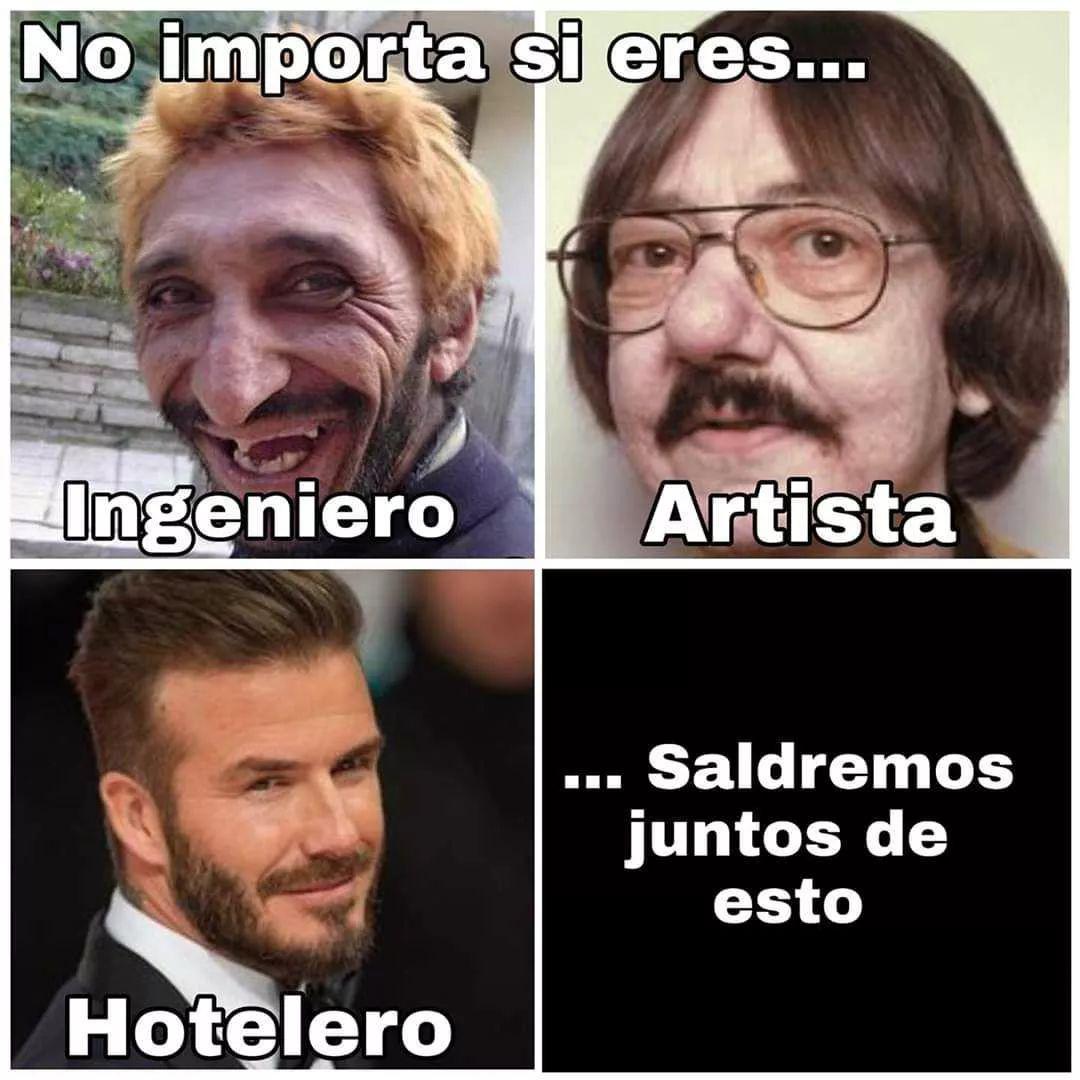 No importa si eres...
Ingeniero
Artista
Hotelero
... Saldremos
juntos de
esto